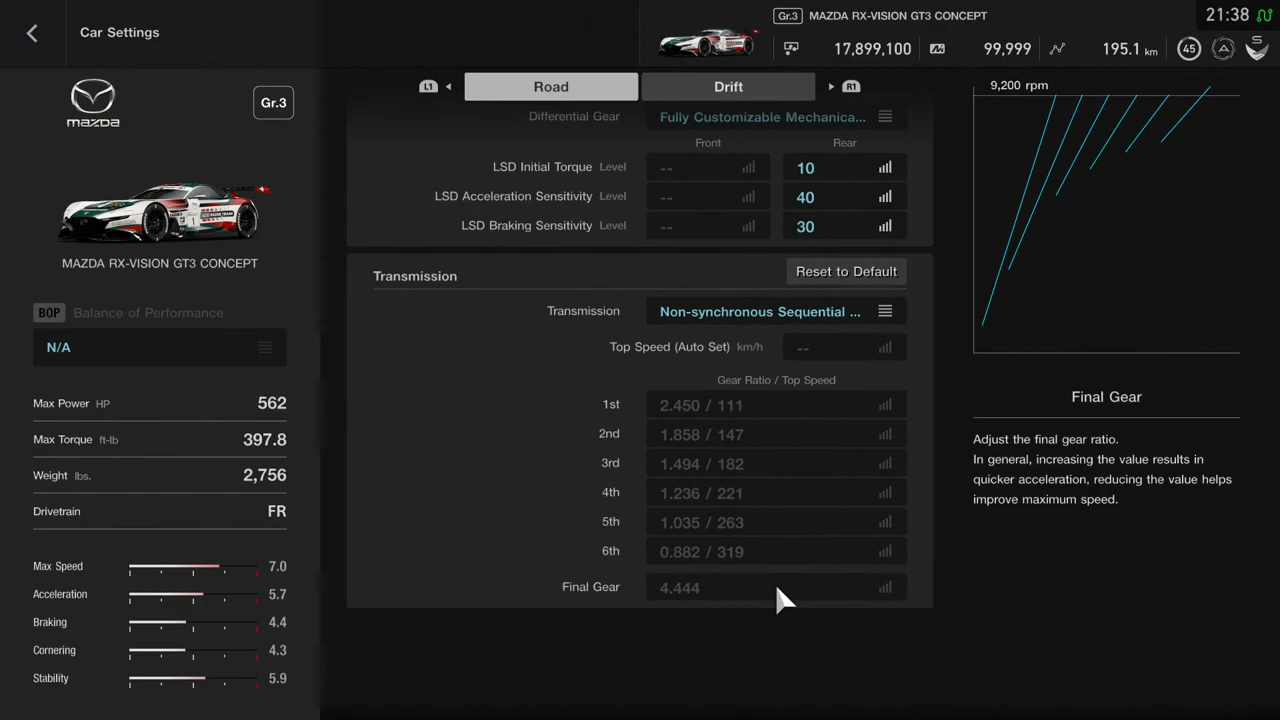 Car Settings
Gr.3 MAZDA RX-VISION GT3 CONCEPT
21:38
17,899,100
99,999
195.1 km
45
A
S
mazda
Gr.3
MAZDA RX-VISION GT3 CONCEPT
BOP Balance of Performance
N/A
Max Power HP 562
Max Torque ft-lb 397.8
Weight lbs. 2,756
Drivetrain FR
Max Speed 7.0
Acceleration 5.7
Braking 4.4
Cornering 4.3
Stability 5.9
L1 Road Drift R1
Differential Gear Fully Customizable Mechanica...
Front Rear
LSD Initial Torque Level -- 10
LSD Acceleration Sensitivity Level -- 40
LSD Braking Sensitivity Level -- 30
Transmission Reset to Default
Transmission Non-synchronous Sequential ...
Top Speed (Auto Set) km/h --
Gear Ratio / Top Speed
1st 2.450 / 111
2nd 1.858 / 147
3rd 1.494 / 182
4th 1.236 / 221
5th 1.035 / 263
6th 0.882 / 319
Final Gear 4.444
9,200 rpm
Final Gear
Adjust the final gear ratio.
In general, increasing the value results in
quicker acceleration, reducing the value helps
improve maximum speed.